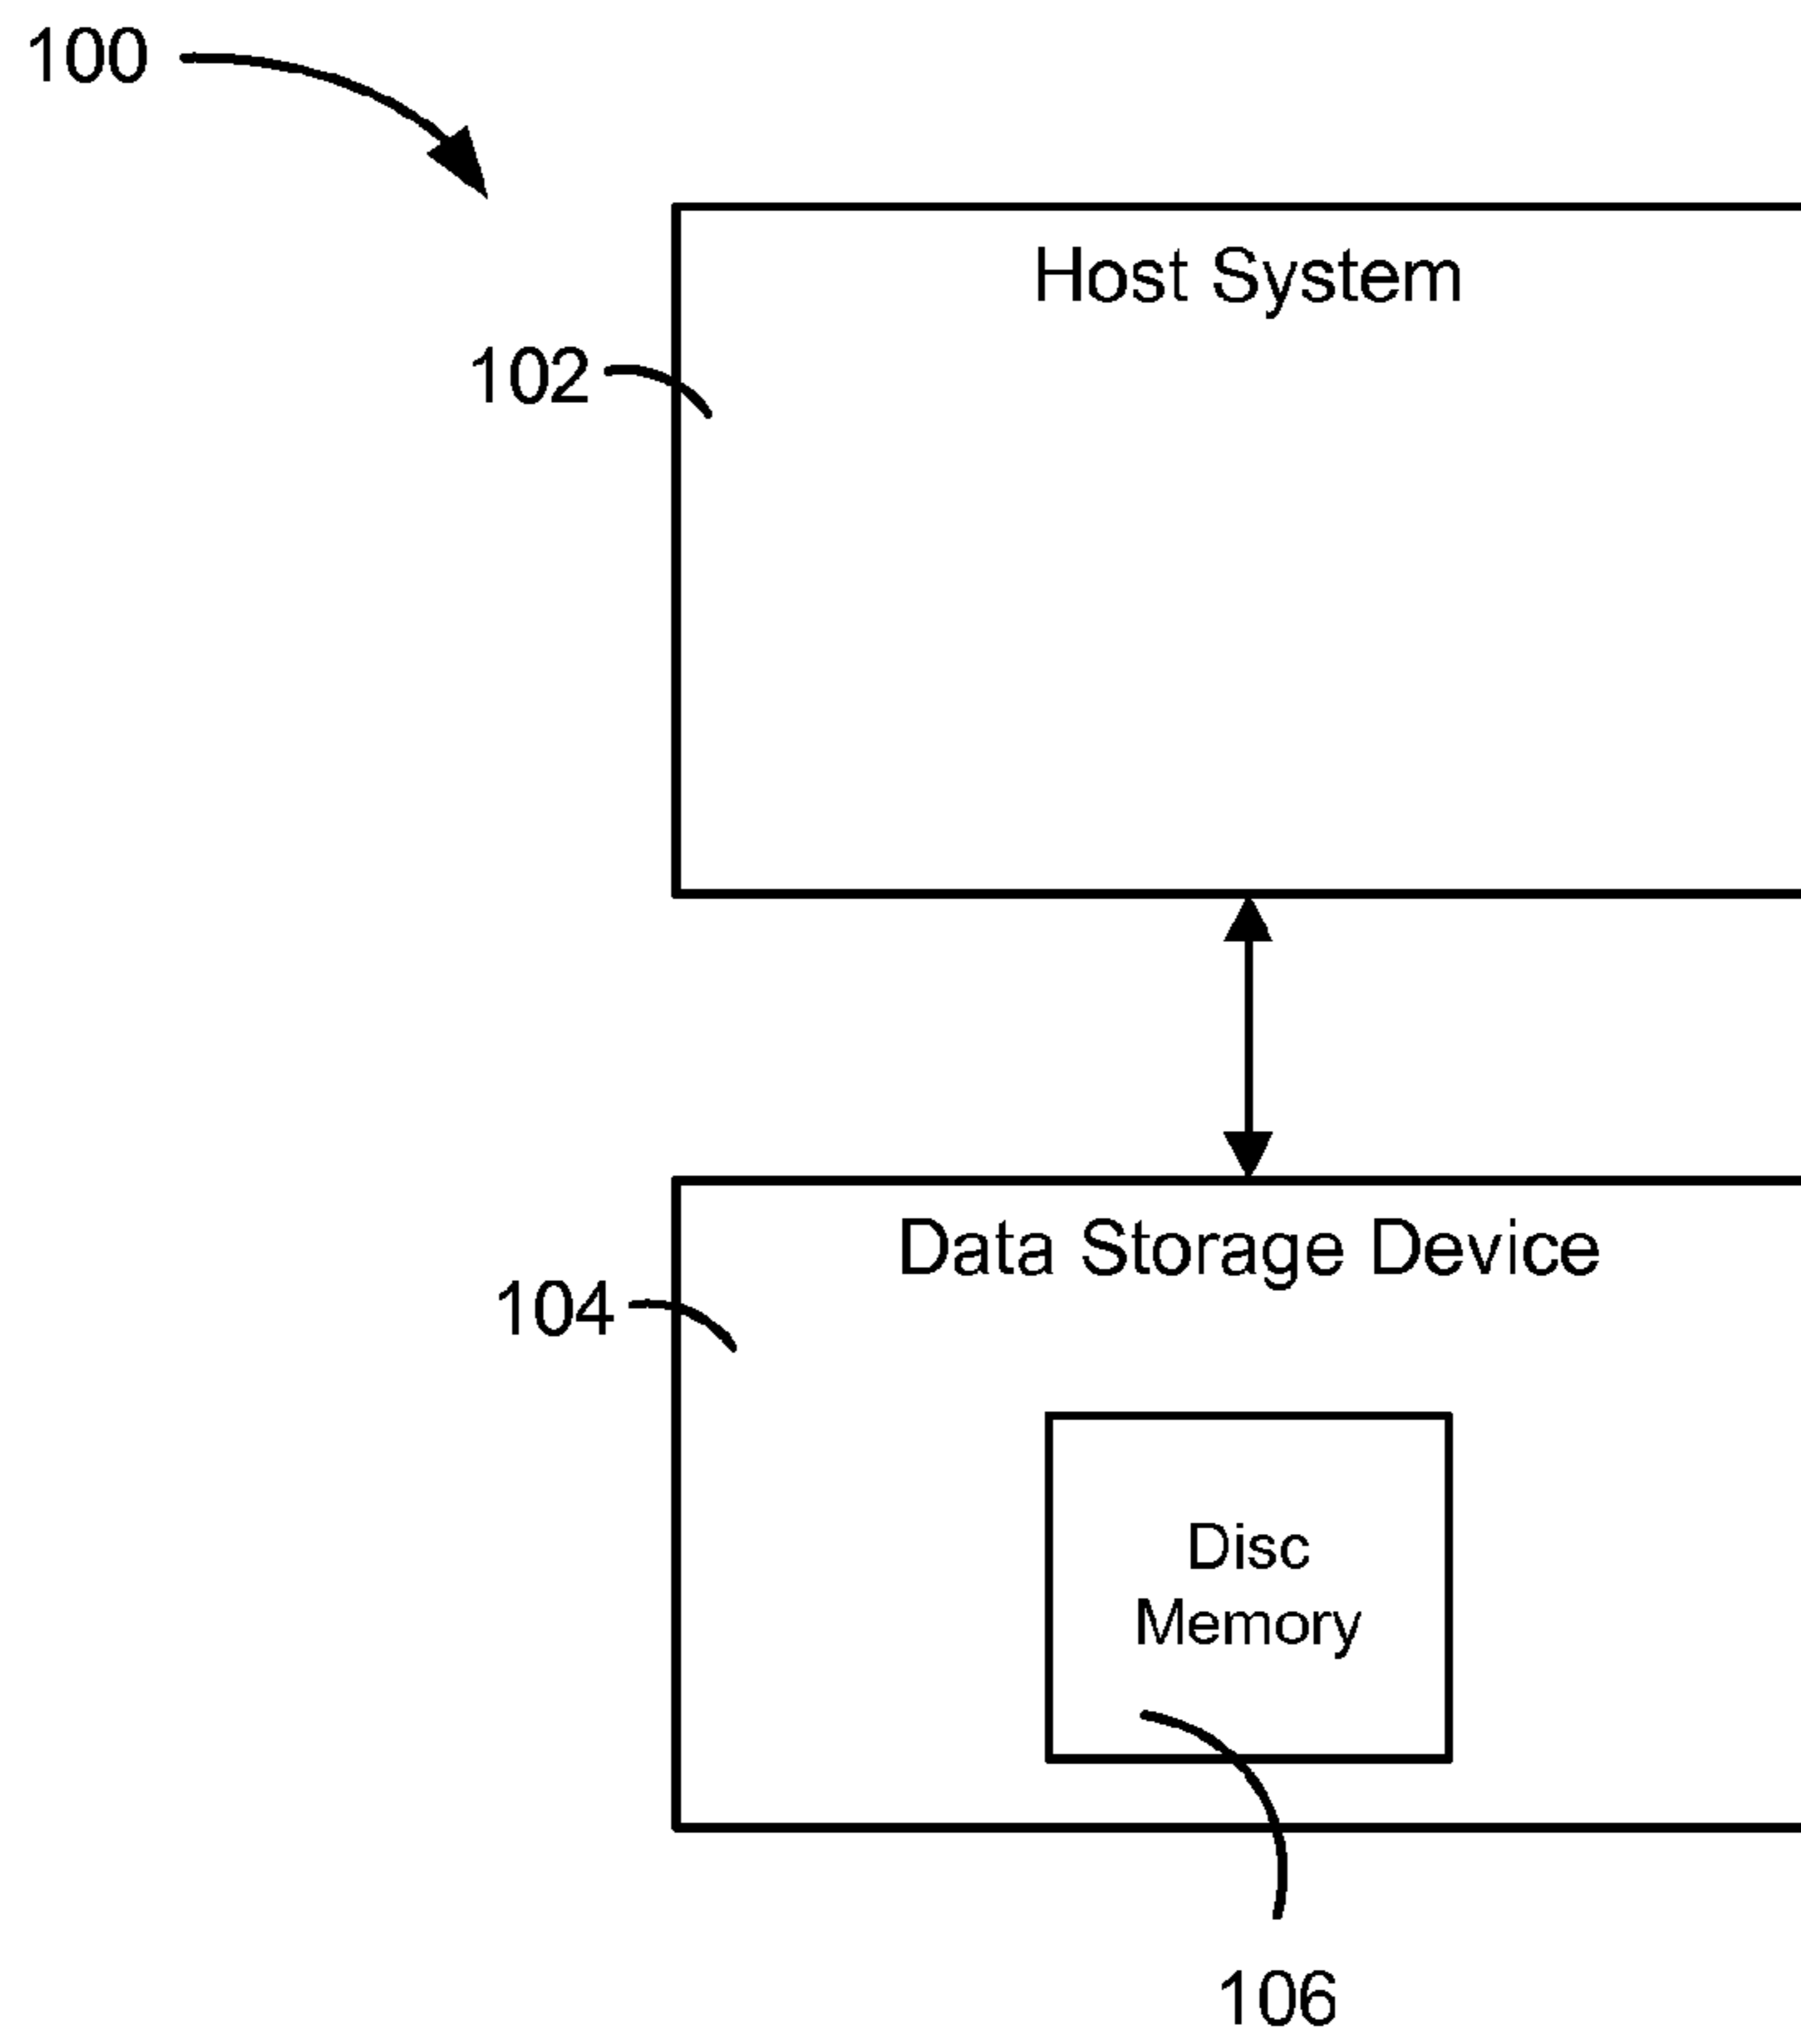 100
Host System
102
Data Storage Device
104
Disc
Memory
106